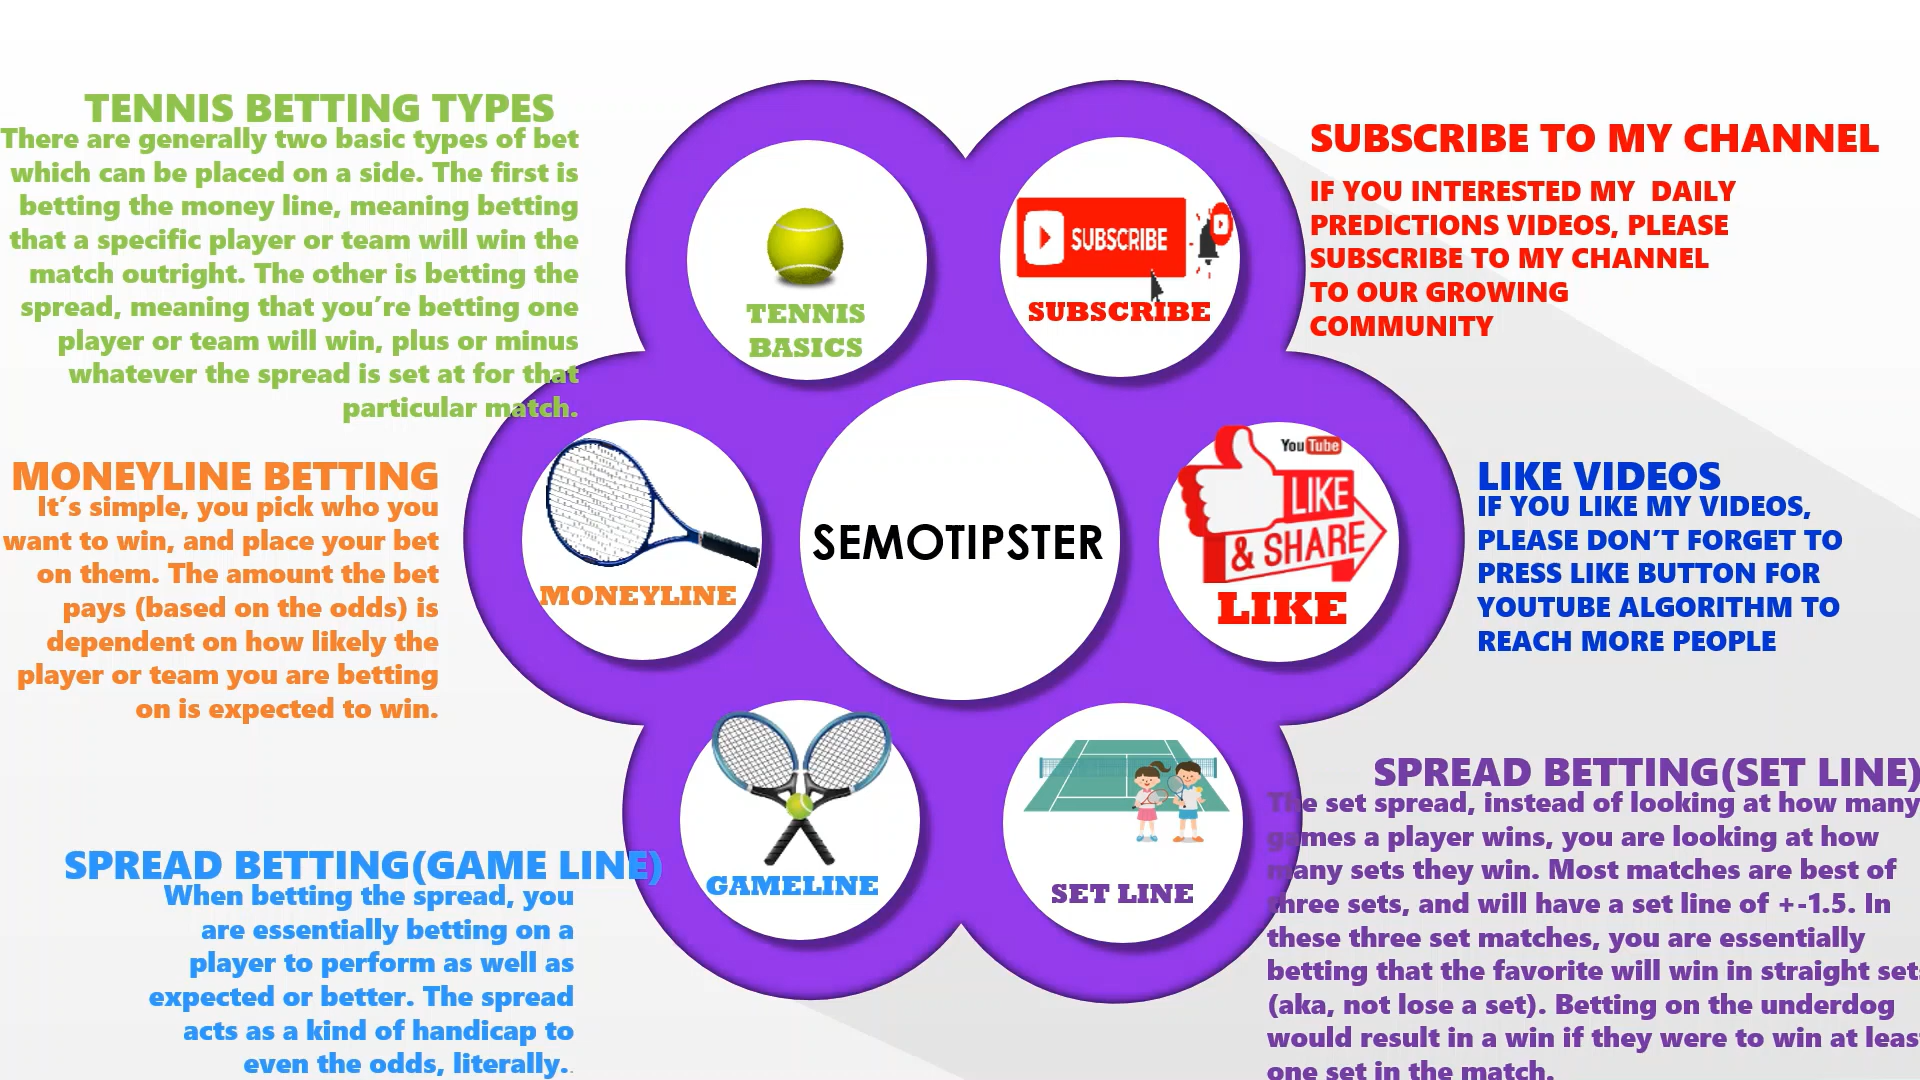 TENNIS BETTING TYPES
There are generally two basic types of bet
which can be placed on a side. The first is
betting the money line, meaning betting
that a specific player or team will win the
match outright. The other is betting the
spread, meaning that you’re betting one
player or team will win, plus or minus
whatever the spread is set at for that
particular match.
MONEYLINE BETTING
It’s simple, you pick who you
want to win, and place your bet
on them. The amount the bet
pays (based on the odds) is
dependent on how likely the
player or team you are betting
on is expected to win.
SPREAD BETTING(GAME LINE)
When betting the spread, you
are essentially betting on a
player to perform as well as
expected or better. The spread
acts as a kind of handicap to
even the odds, literally..
TENNIS
BASICS
SUBSCRIBE
SUBSCRIBE
MONEYLINE
SEMOTIPSTER
YouTube
LIKE
& SHARE
LIKE
GAMELINE
SET LINE
SUBSCRIBE TO MY CHANNEL
IF YOU INTERESTED MY  DAILY
PREDICTIONS VIDEOS, PLEASE
SUBSCRIBE TO MY CHANNEL
TO OUR GROWING
COMMUNITY
LIKE VIDEOS
IF YOU LIKE MY VIDEOS,
PLEASE DON’T FORGET TO
PRESS LIKE BUTTON FOR
YOUTUBE ALGORITHM TO
REACH MORE PEOPLE
SPREAD BETTING(SET LINE)
The set spread, instead of looking at how many
games a player wins, you are looking at how
many sets they win. Most matches are best of
three sets, and will have a set line of +-1.5. In
these three set matches, you are essentially
betting that the favorite will win in straight sets
(aka, not lose a set). Betting on the underdog
would result in a win if they were to win at least
one set in the match.